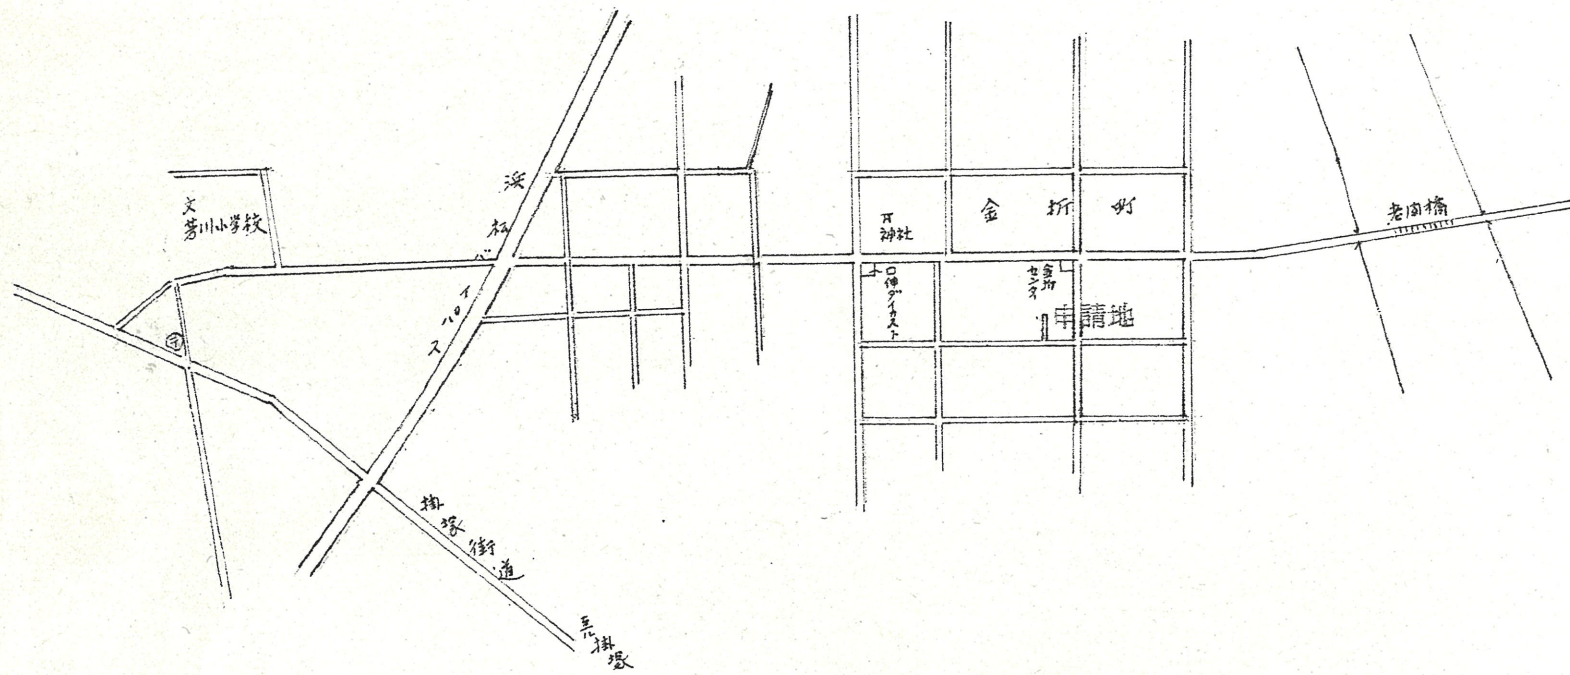 文
芳川小学校
〒
浜松バイパス
掛塚街道
至掛塚
神社
金折町
口伸ダイカスト
金折
センター
申請地
老間橋